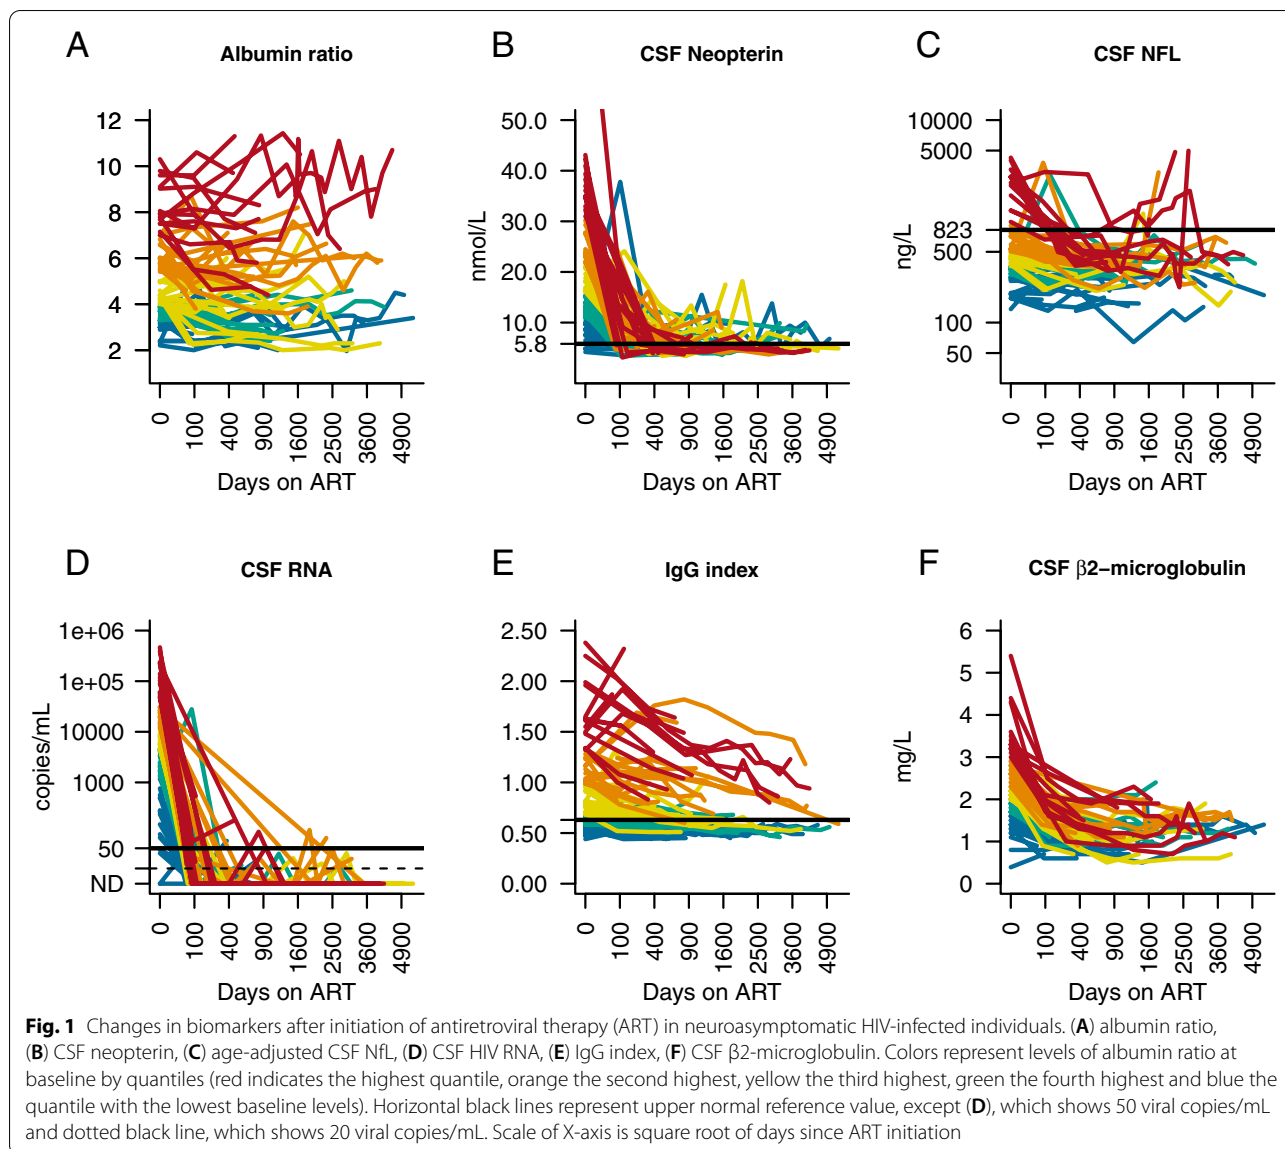 A
Albumin ratio
12
10
8
6
4
2
0
100
400
900
1600
2500
3600
4900
Days on ART
B
CSF Neopterin
nmol/L
50.0
40.0
30.0
20.0
10.0
5.8
0
100
400
900
1600
2500
3600
4900
Days on ART
C
CSF NFL
ng/L
10000
5000
823
500
100
50
0
100
400
900
1600
2500
3600
4900
Days on ART
D
CSF RNA
copies/mL
1e+06
1e+05
10000
1000
50
ND
0
100
400
900
1600
2500
3600
4900
Days on ART
E
IgG index
2.50
2.00
1.50
1.00
0.50
0.00
0
100
400
900
1600
2500
3600
4900
Days on ART
F
CSF β2−microglobulin
mg/L
6
5
4
3
2
1
0
0
100
400
900
1600
2500
3600
4900
Days on ART
Fig. 1 Changes in biomarkers after initiation of antiretroviral therapy (ART) in neuroasymptomatic HIV-infected individuals. (A) albumin ratio,
(B) CSF neopterin, (C) age-adjusted CSF NfL, (D) CSF HIV RNA, (E) IgG index, (F) CSF β2-microglobulin. Colors represent levels of albumin ratio at
baseline by quantiles (red indicates the highest quantile, orange the second highest, yellow the third highest, green the fourth highest and blue the
quantile with the lowest baseline levels). Horizontal black lines represent upper normal reference value, except (D), which shows 50 viral copies/mL
and dotted black line, which shows 20 viral copies/mL. Scale of X-axis is square root of days since ART initiation